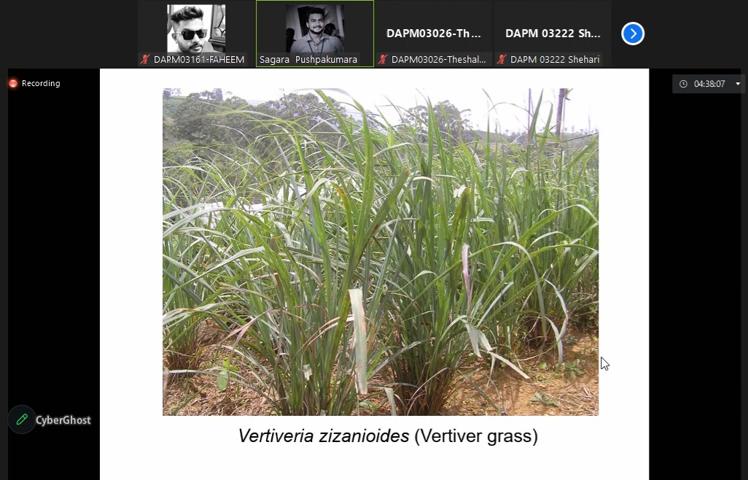 DAPM03026-Th...
DAPM 03222 Sh...
DARM03161-FAHEEM
Sagara Pushpakumara
DAPM03026-Theshal...
DAPM 03222 Shehari
Recording
04:38:07
CyberGhost
Vertiveria zizanioides (Vertiver grass)